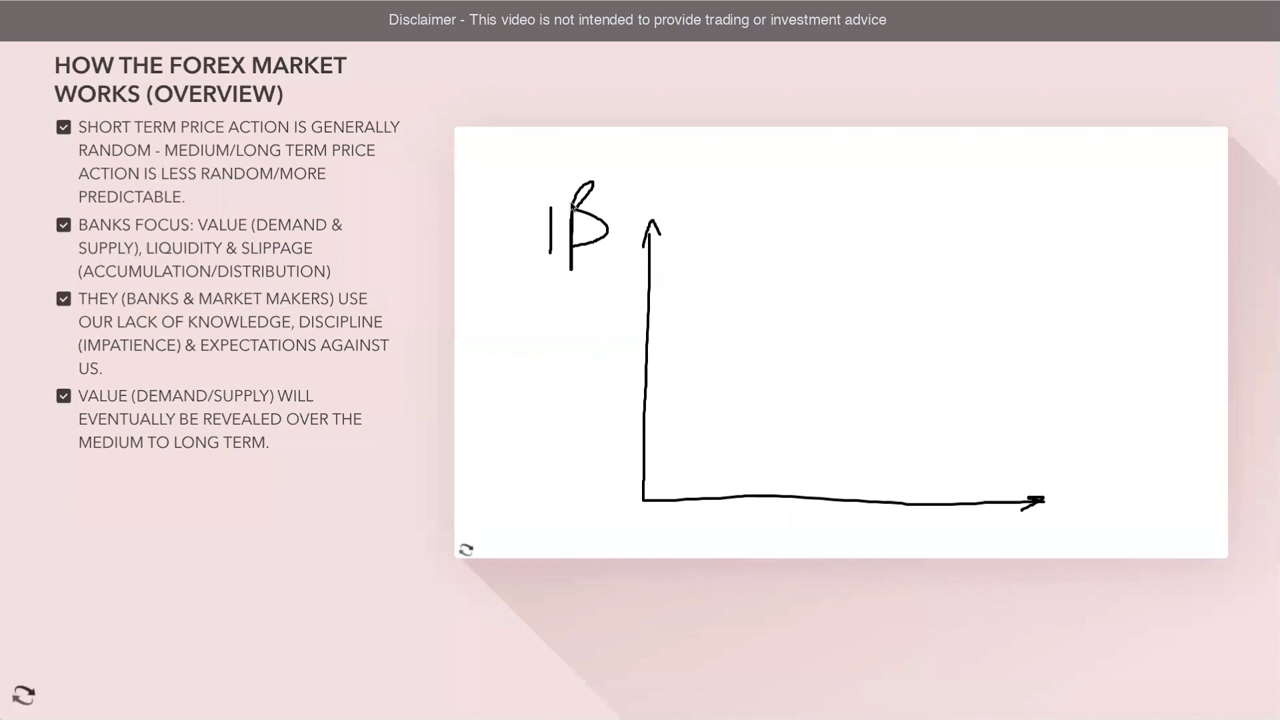 Disclaimer - This video is not intended to provide trading or investment advice
HOW THE FOREX MARKET
WORKS (OVERVIEW)
SHORT TERM PRICE ACTION IS GENERALLY
RANDOM - MEDIUM/LONG TERM PRICE
ACTION IS LESS RANDOM/MORE
PREDICTABLE.
BANKS FOCUS: VALUE (DEMAND &
SUPPLY), LIQUIDITY & SLIPPAGE
(ACCUMULATION/DISTRIBUTION)
THEY (BANKS & MARKET MAKERS) USE
OUR LACK OF KNOWLEDGE, DISCIPLINE
(IMPATIENCE) & EXPECTATIONS AGAINST
US.
VALUE (DEMAND/SUPPLY) WILL
EVENTUALLY BE REVEALED OVER THE
MEDIUM TO LONG TERM.